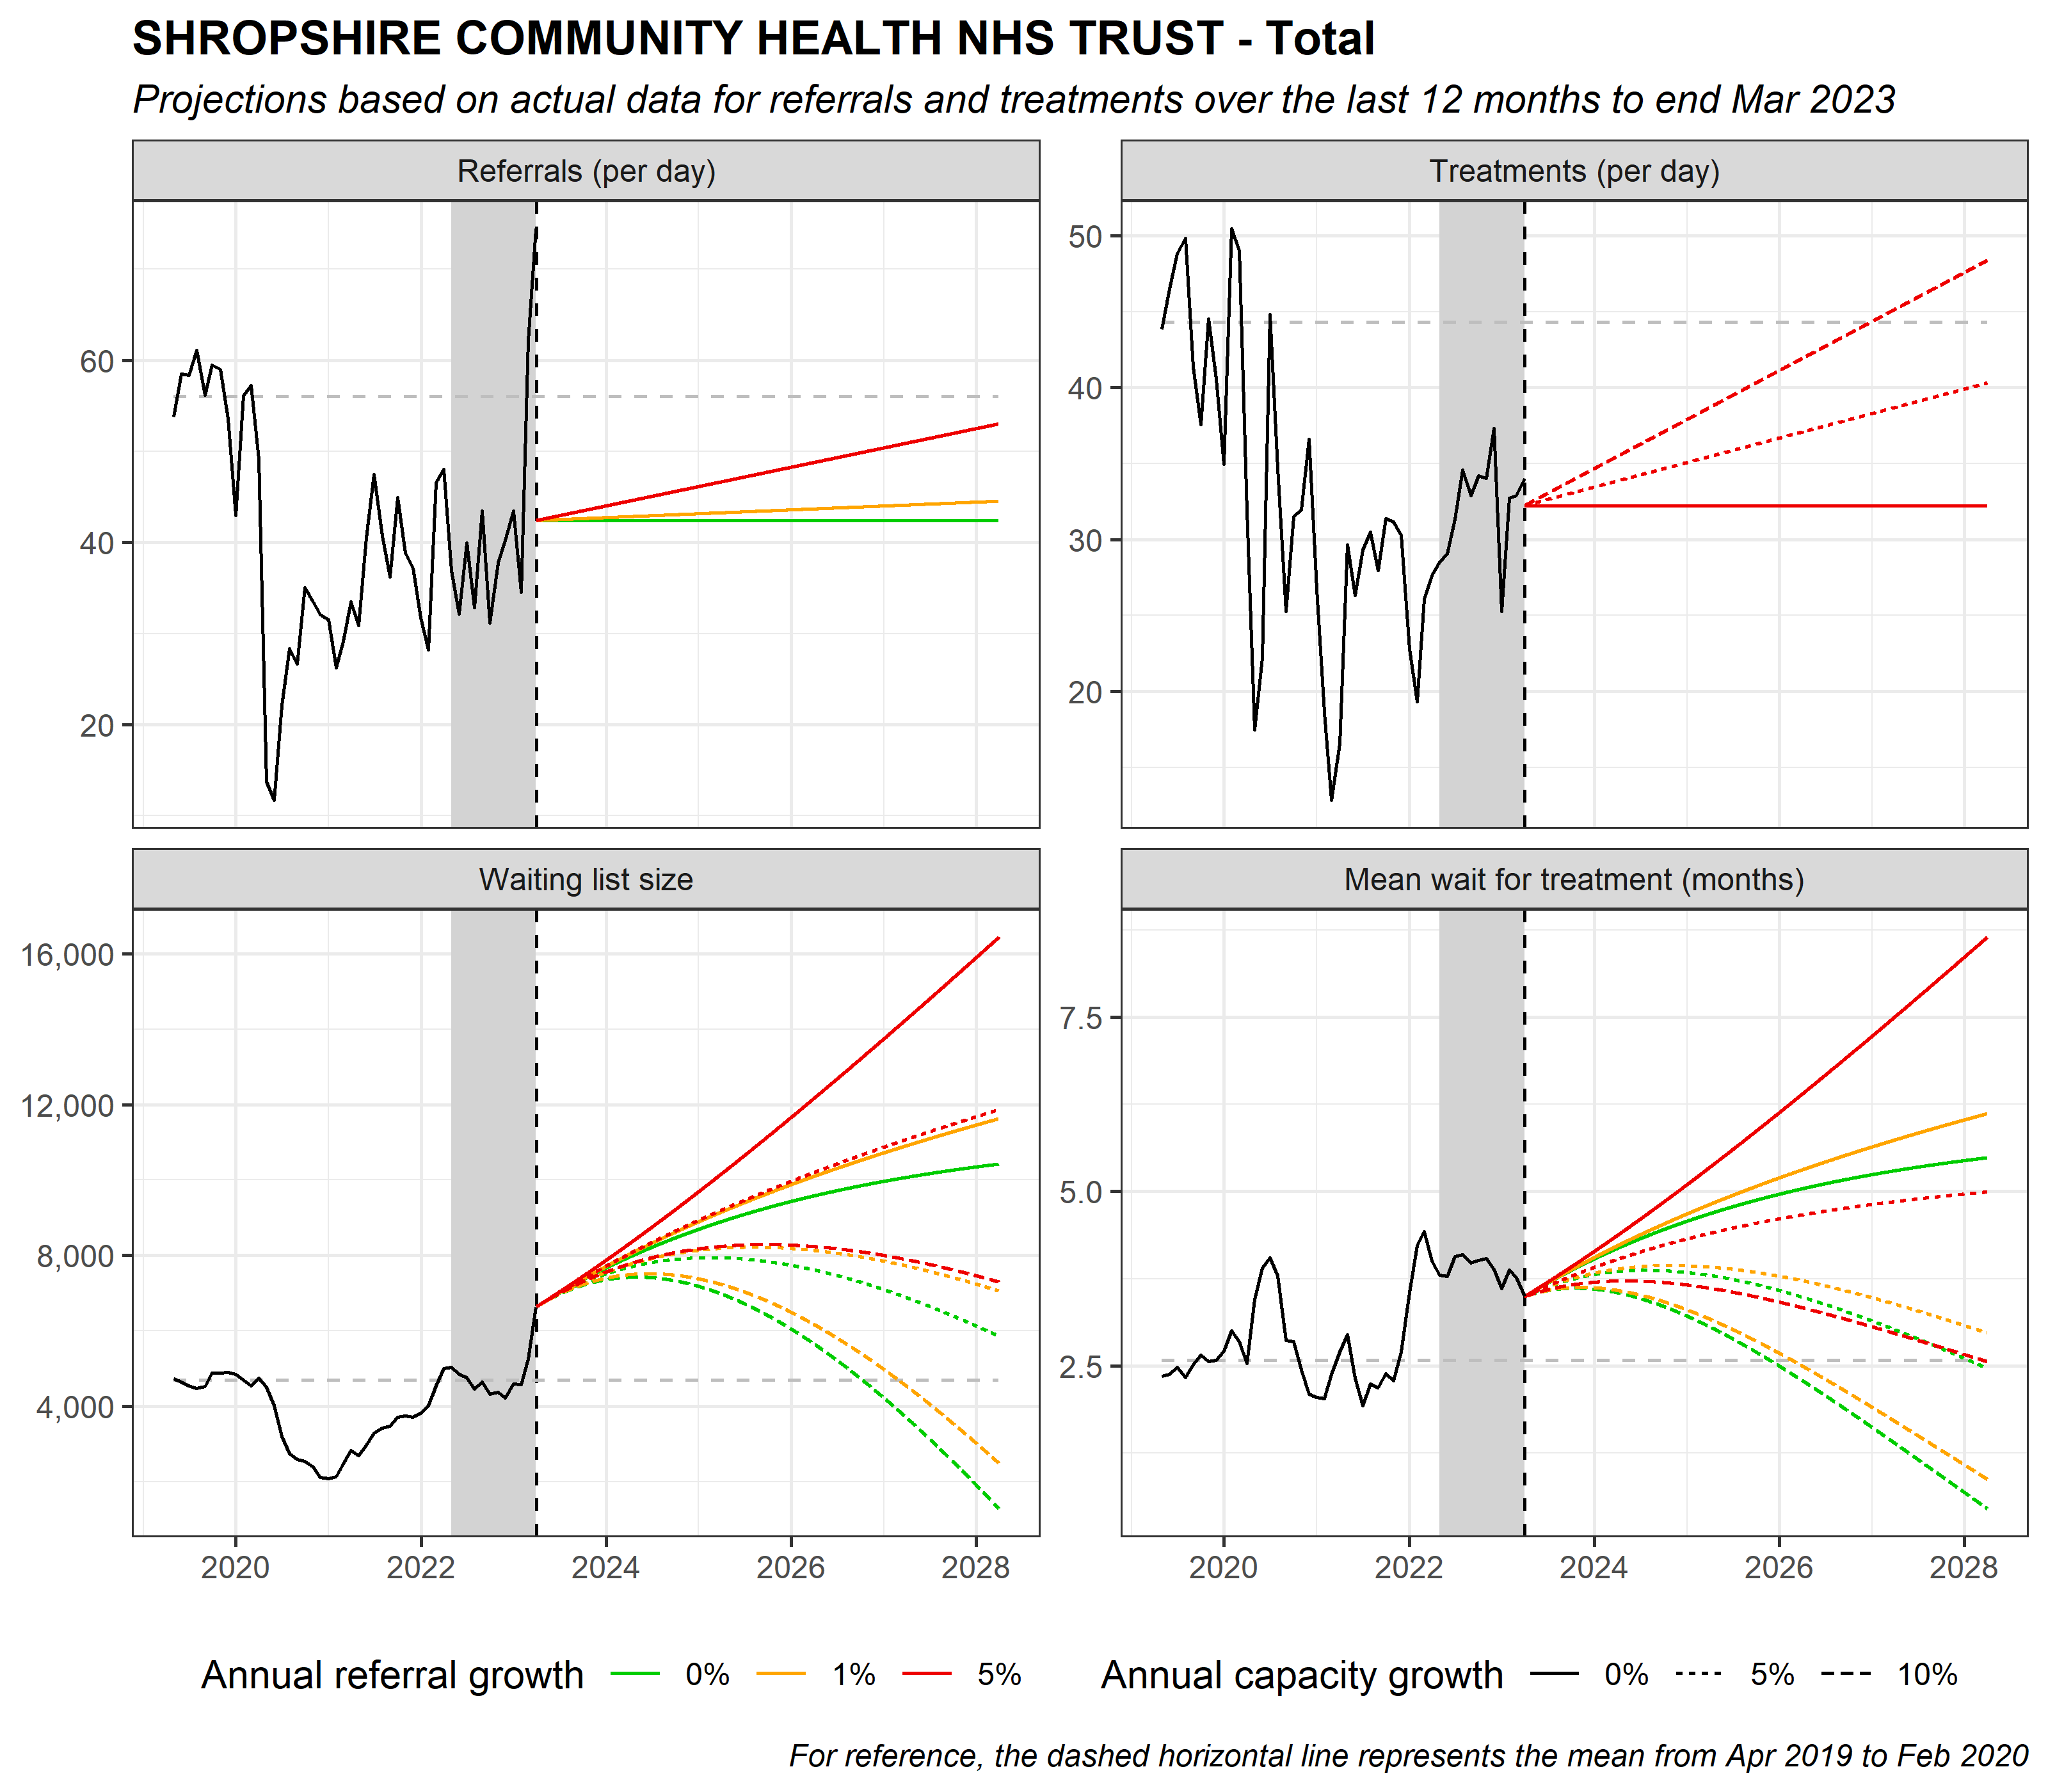 SHROPSHIRE COMMUNITY HEALTH NHS TRUST - Total
Projections based on actual data for referrals and treatments over the last 12 months to end Mar 2023
Referrals (per day)
60
40
20
Treatments (per day)
50
40
30
20
Waiting list size
16,000
12,000
8,000
4,000
2020 2022 2024 2026 2028
Mean wait for treatment (months)
7.5
5.0
2.5
2020 2022 2024 2026 2028
Annual referral growth 0% 1% 5%
Annual capacity growth 0% 5% 10%
For reference, the dashed horizontal line represents the mean from Apr 2019 to Feb 2020